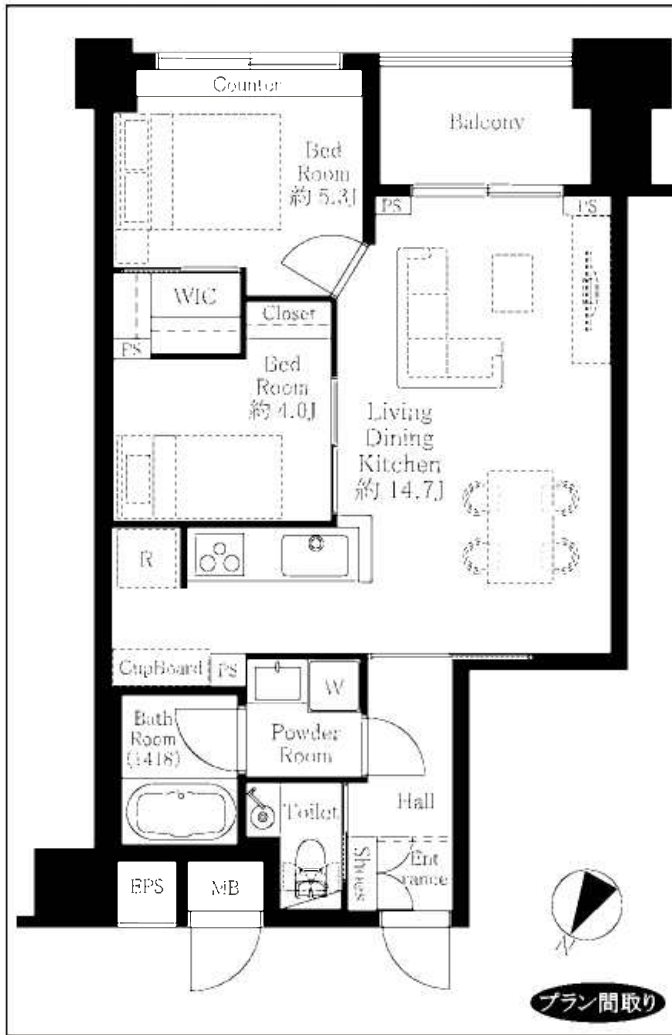 Counter
Balcony
Bed
Room
約 5.3J
PS
PS
WIC
Closet
PS
Bed
Room
約 4.0J
Living
Dining
Kitchen
約 14.7J
R
CupBoard
PS
W
Bath
Room
(1418)
Powder
Room
Toilet
Hall
Shoes
Ent
rance
EPS
MB
N
プラン間取り